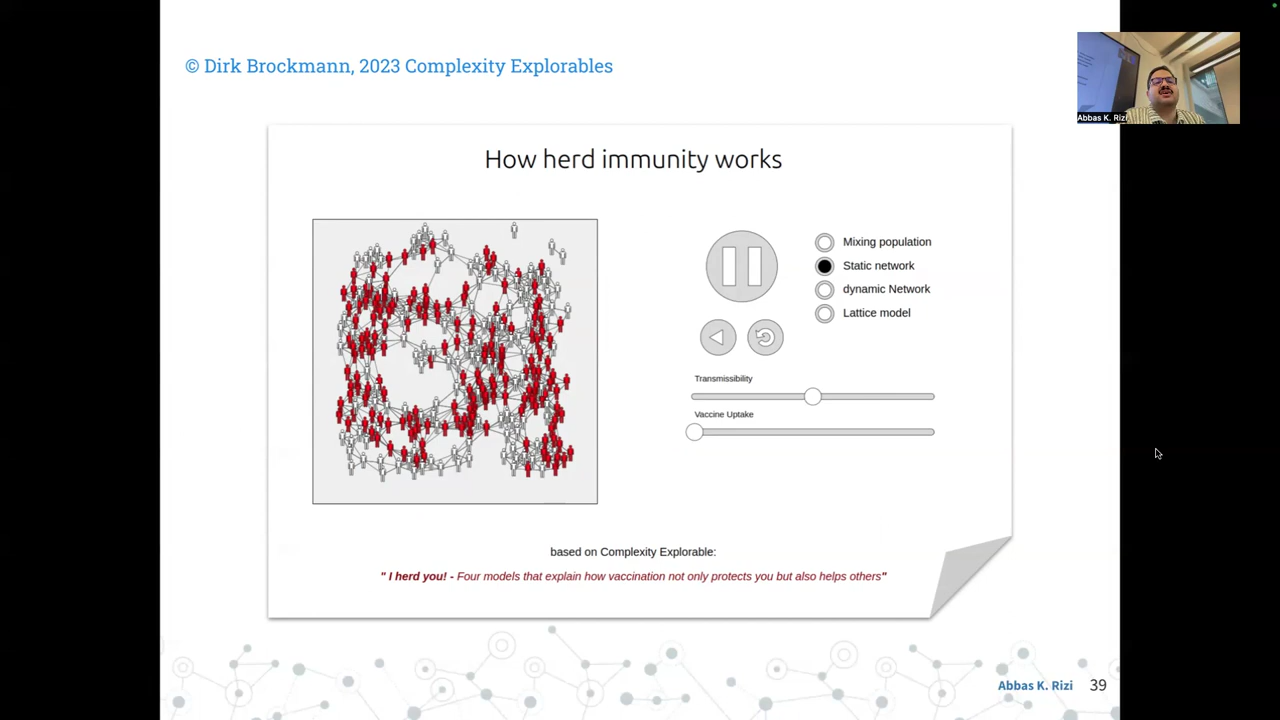 © Dirk Brockmann, 2023 Complexity Explorables
Abbas K. Rizi
How herd immunity works
Mixing population
Static network
dynamic Network
Lattice model
Transmissibility
Vaccine Uptake
based on Complexity Explorable:
" I herd you! - Four models that explain how vaccination not only protects you but also helps others"
Abbas K. Rizi 39